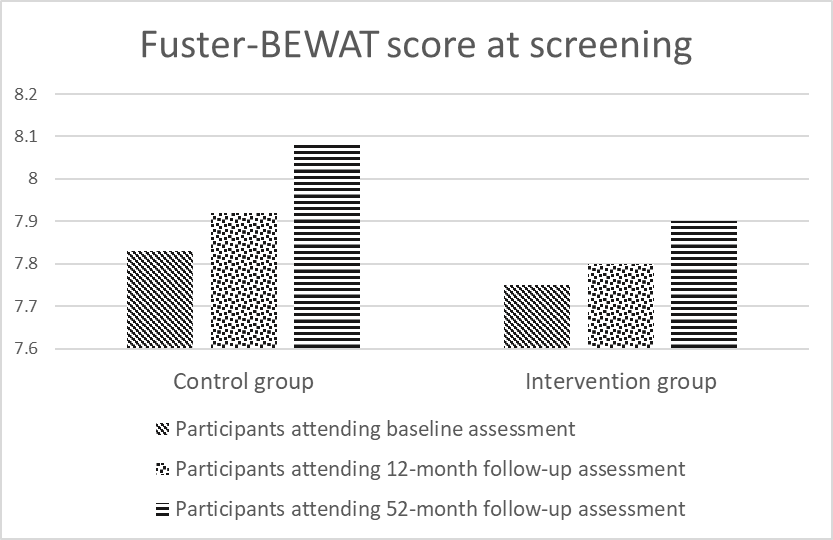 Fuster-BEWAT score at screening
8.2
8.1
8
7.9
7.8
7.7
7.6
Control group
Intervention group
Participants attending baseline assessment
Participants attending 12-month follow-up assessment
Participants attending 52-month follow-up assessment